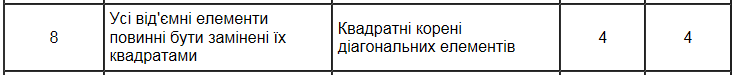 8
Усі від'ємні елементи
повинні бути замінені їх
квадратами
Квадратні корені
діагональних елементів
4
4